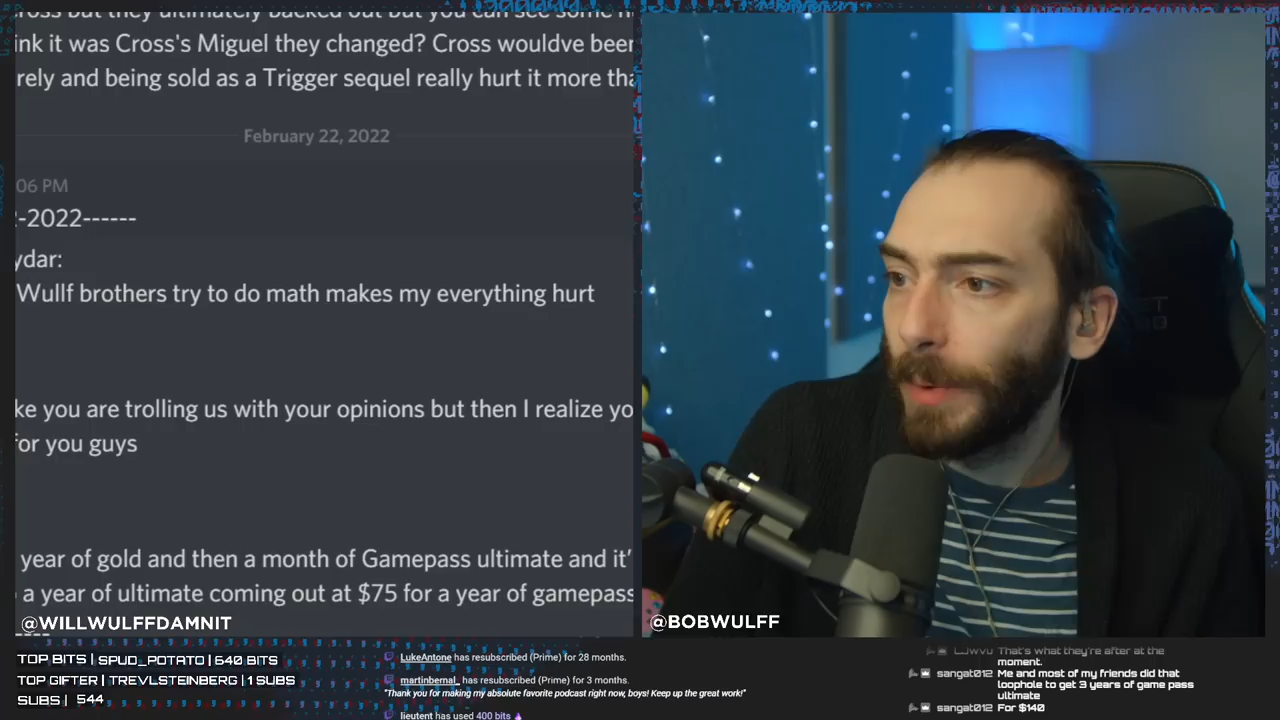 ross but they ultimately backed out but you can see some
ink it was Cross's Miguel they changed? Cross wouldve been
rely and being sold as a Trigger sequel really hurt it more tha
February 22, 2022
06 PM
-2022------
ydar:
Wullf brothers try to do math makes my everything hurt
ke you are trolling us with your opinions but then I realize yo
for you guys
year of gold and then a month of Gamepass ultimate and it'
a year of ultimate coming out at $75 for a year of gamepass
@WILLWULFFDAMNIT
@BOBWULFF
TOP BITS | SPUD_POTATO | 640 BITS
TOP GIFTER | TREVLSTEINBERG | 1 SUBS
SUBS | 544
LukeAntone has resubscribed (Prime) for 28 months.
martinbernal_ has resubscribed (Prime) for 3 months.
"Thank you for making my absolute favorite podcast right now, boys! Keep up the great work!"
lieutent has used 400 bits
That's what they're after at the
moment.
sangat012 Me and most of my friends did that
loophole to get 3 years of game pass
ultimate
sangat012 For $140